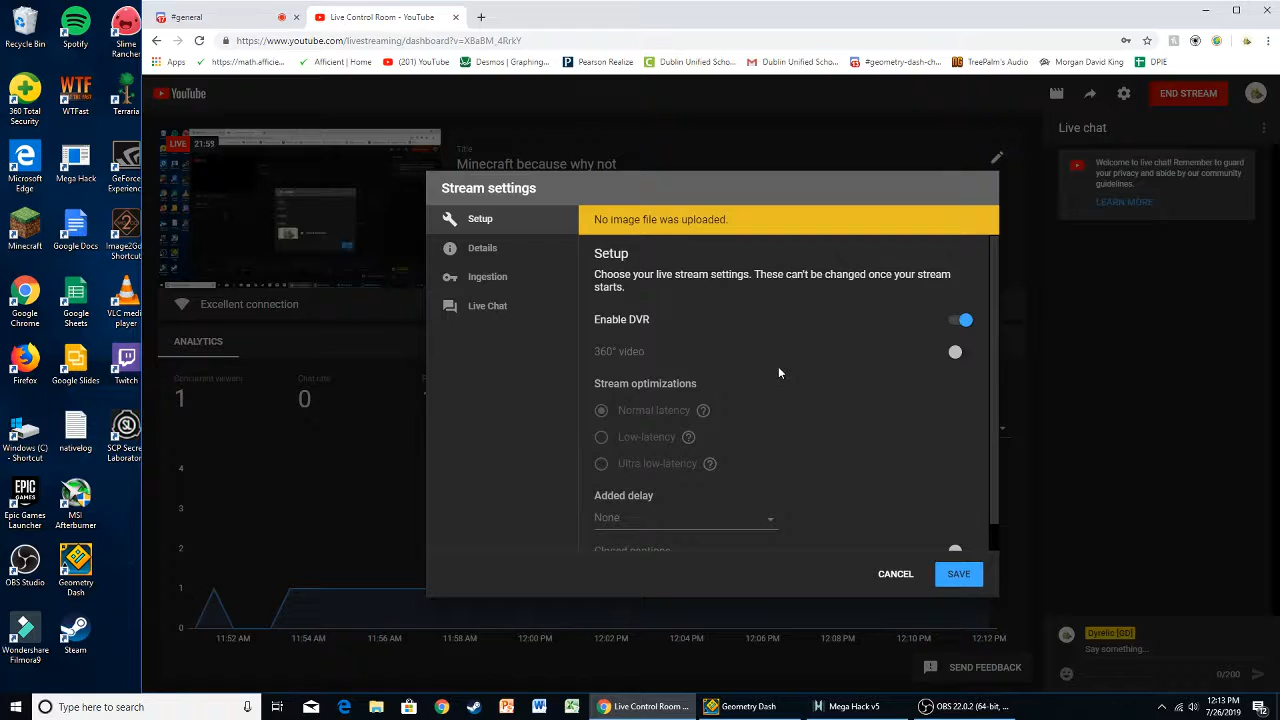 #general
Live Control Room - YouTube
https://www.youtube.com/livestreaming/dashboard?v=XBaBM_4RrkY
Apps
https://math.afficie...
Afficient | Home
(201) YouTube
Desmos | Graphing...
Pearson Realize
Dublin Unified Scho...
Dublin Unified Scho...
#geometry-dash-ch...
TreePalm's Audio
Morgan David King
DPIE
Recycle Bin
Spotify
Slime Rancher
360 Total Security
WTFast
Terraria
Microsoft Edge
Mega Hack
GeForce Experience
Minecraft
Google Docs
Google Chrome
Google Sheets
VLC media player
Firefox
Google Slides
Twitch
Windows (C) - Shortcut
nativelog
SCP Secret Laborator...
Epic Games Launcher
MSI Afterburner
OBS Studio
Geometry Dash
Wondershare Filmora9
Steam
YouTube
END STREAM
LIVE 21:59
Title
Minecraft because why not
Excellent connection
ANALYTICS
Concurrent viewers
1
Chat rate
0
4
3
2
1
0
11:52 AM
11:54 AM
11:56 AM
11:58 AM
12:00 PM
12:02 PM
12:04 PM
12:06 PM
12:08 PM
12:10 PM
12:12 PM
SEND FEEDBACK
Stream settings
Setup
Details
Ingestion
Live Chat
No image file was uploaded.
Setup
Choose your live stream settings. These can't be changed once your stream
starts.
Enable DVR
360° video
Stream optimizations
Normal latency
Low-latency
Ultra low-latency
Added delay
None
Closed captions
CANCEL
SAVE
Live chat
Welcome to live chat! Remember to guard
your privacy and abide by our community
guidelines.
LEARN MORE
Dyrelic [GD]
Say something...
0/200
Type here to search
Live Control Room ...
Geometry Dash
Mega Hack v5
OBS 22.0.2 (64-bit, ...
12:13 PM
7/26/2019